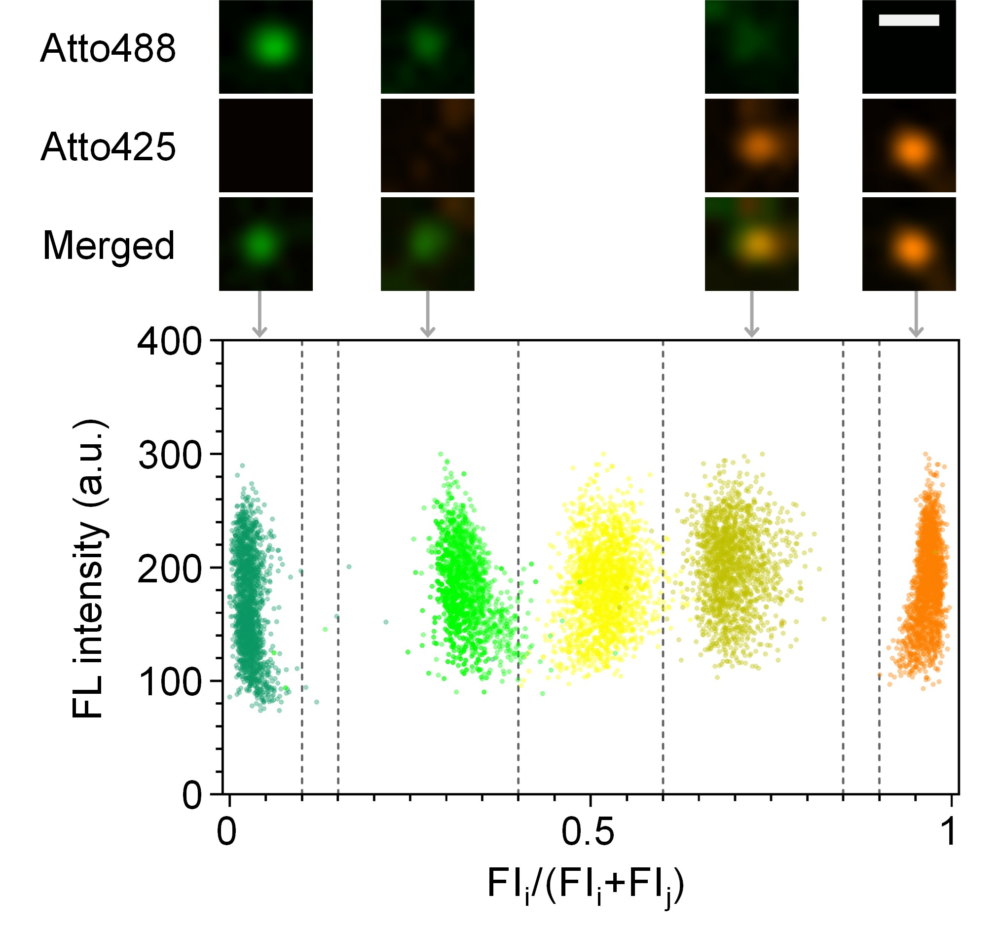 Atto488
Atto425
Merged
400
300
200
100
0
FL intensity (a.u.)
0 0.5 1
FIᵢ/(FIᵢ+FIⱼ)